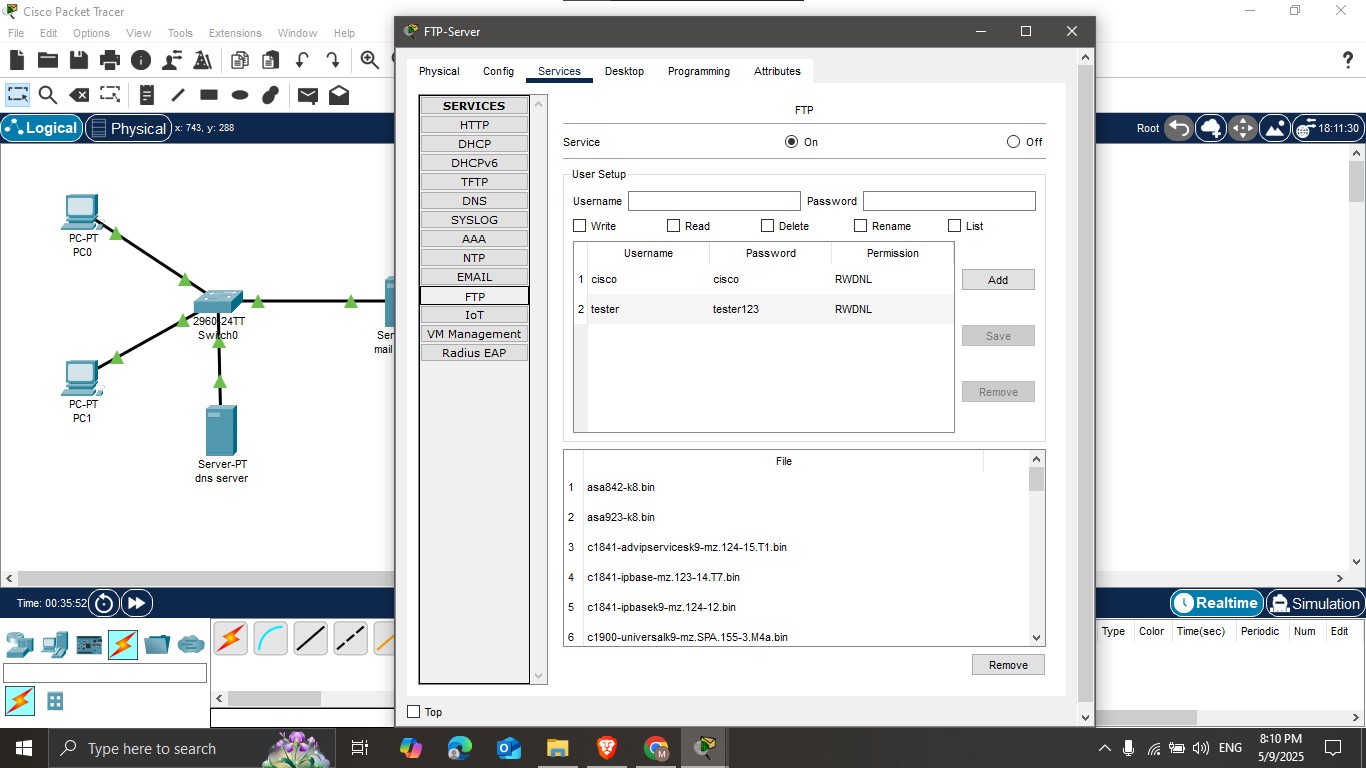 Cisco Packet Tracer
File Edit Options View Tools Extensions Window Help
Logical Physical x: 743, y: 288
Root 18:11:30
PC-PT
PC0
2960-24TT
Switch0
PC-PT
PC1
Server-PT
dns server
Ser
mail
FTP-Server
Physical Config Services Desktop Programming Attributes
SERVICES
HTTP
DHCP
DHCPv6
TFTP
DNS
SYSLOG
AAA
NTP
EMAIL
FTP
IoT
VM Management
Radius EAP
FTP
Service On Off
User Setup
Username Password
Write Read Delete Rename List
Username Password Permission
1 cisco cisco RWDNL
2 tester tester123 RWDNL
Add
Save
Remove
File
1 asa842-k8.bin
2 asa923-k8.bin
3 c1841-advipservicesk9-mz.124-15.T1.bin
4 c1841-ipbase-mz.123-14.T7.bin
5 c1841-ipbasek9-mz.124-12.bin
6 c1900-universalk9-mz.SPA.155-3.M4a.bin
Remove
Top
Time: 00:35:52
Realtime Simulation
Type Color Time(sec) Periodic Num Edit
Type here to search
ENG
8:10 PM
5/9/2025